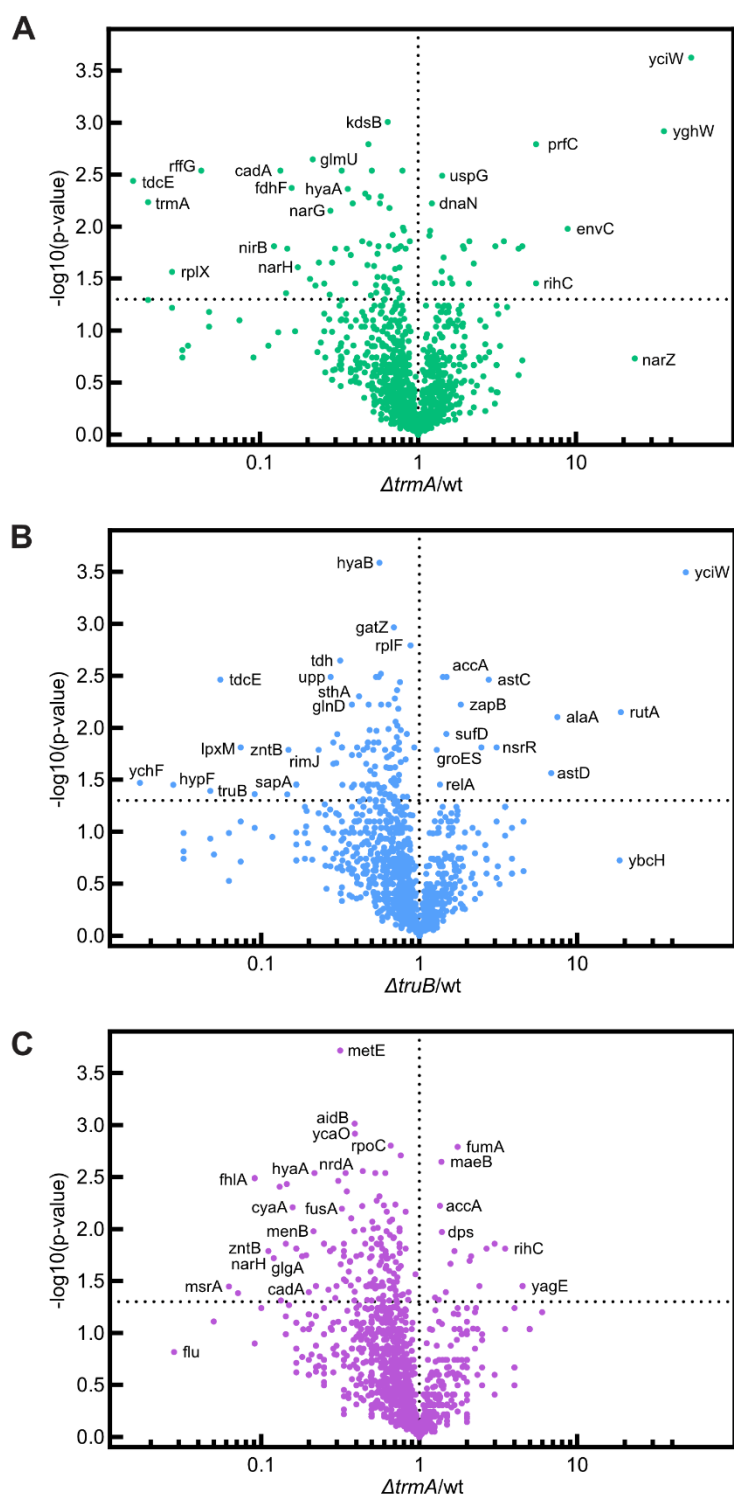 A
3.5
3.0
2.5
2.0
1.5
1.0
0.5
0.0
-log10(p-value)
yciW
kdsB
yghW
prfC
rffG
cadA
glmU
tdcE
fdhF
hyaA
uspG
trmA
narG
dnaN
nirB
envC
narH
rplX
rihC
narZ
0.1
1
10
ΔtrmA/wt
B
3.5
3.0
2.5
2.0
1.5
1.0
0.5
0.0
-log10(p-value)
hyaB
yciW
gatZ
rplF
tdh
accA
tdcE
upp
astC
sthA
glnD
zapB
rutA
alaA
sufD
lpxM
zntB
rimJ
groES
nsrR
ychF
hypF
truB
sapA
relA
astD
ybcH
0.1
1
10
ΔtruB/wt
C
3.5
3.0
2.5
2.0
1.5
1.0
0.5
0.0
-log10(p-value)
metE
aidB
ycaO
rpoC
fumA
maeB
hyaA
nrdA
fhlA
cyaA
fusA
accA
menB
dps
zntB
narH
glgA
rihC
msrA
cadA
yagE
flu
0.1
1
10
ΔtrmA/wt